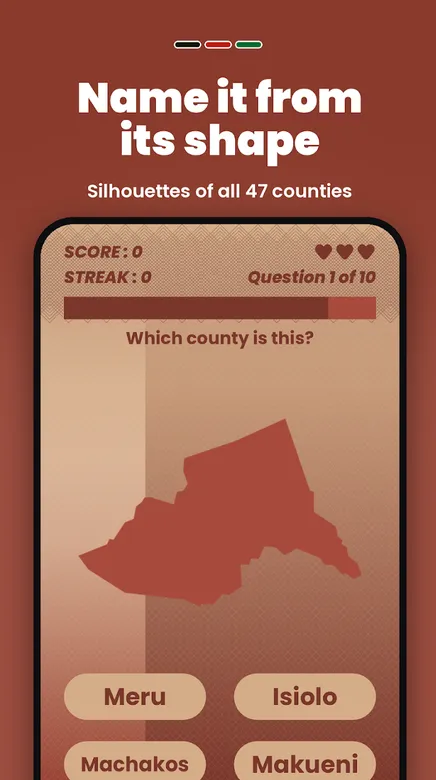 Name it from
its shape
Silhouettes of all 47 counties
SCORE : 0
STREAK : 0
Question 1 of 10
Which county is this?
Meru
Isiolo
Machakos
Makueni